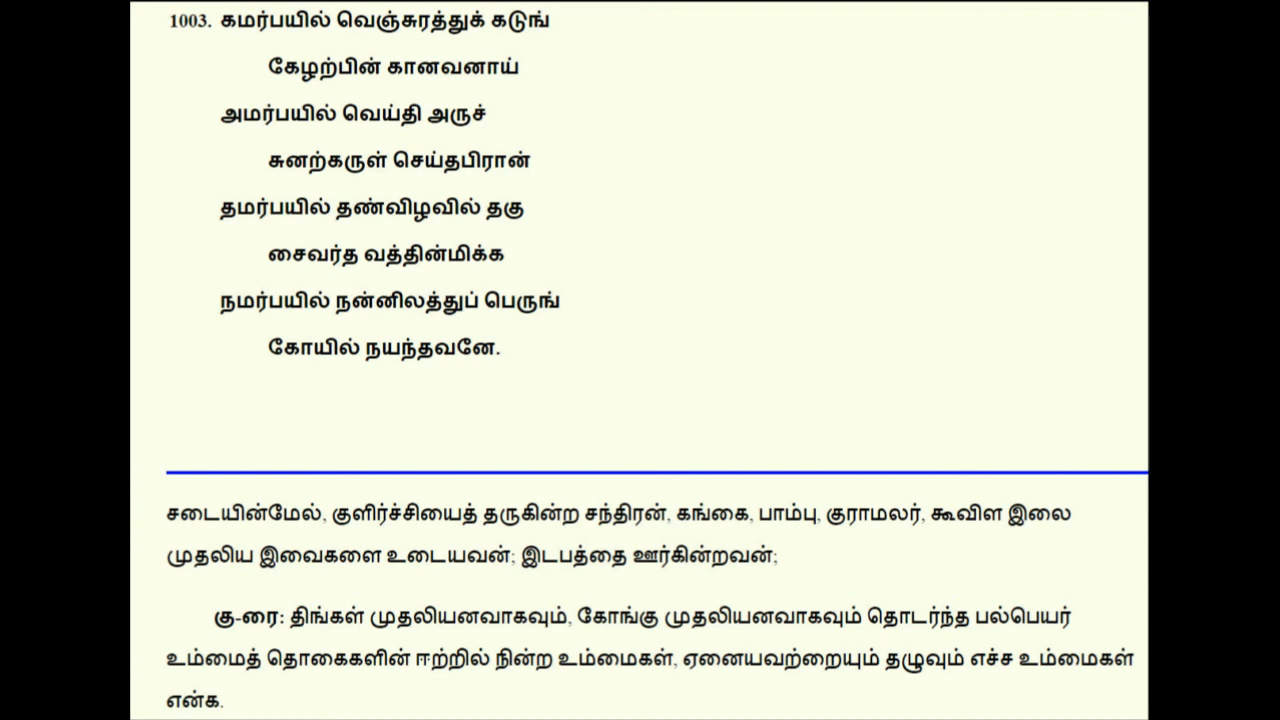 1003. கமர்பயில் வெஞ்சுரத்துக் கடுங்
கேழற்பின் கானவனாய்
அமர்பயில் வெய்தி அருச்
சுனற்கருள் செய்தபிரான்
தமர்பயில் தண்விழவில் தகு
சைவர்த வத்தின்மிக்க
நமர்பயில் நன்னிலத்துப் பெருங்
கோயில் நயந்தவனே.
சடையின்மேல், குளிர்ச்சியைத் தருகின்ற சந்திரன், கங்கை, பாம்பு, குராமலர், கூவிள இலை
முதலிய இவைகளை உடையவன்; இடபத்தை ஊர்கின்றவன்;
கு-ரை: திங்கள் முதலியனவாகவும், கோங்கு முதலியனவாகவும் தொடர்ந்த பல்பெயர்
உம்மைத் தொகைகளின் ஈற்றில் நின்ற உம்மைகள், ஏனையவற்றையும் தழுவும் எச்ச உம்மைகள்
என்க.